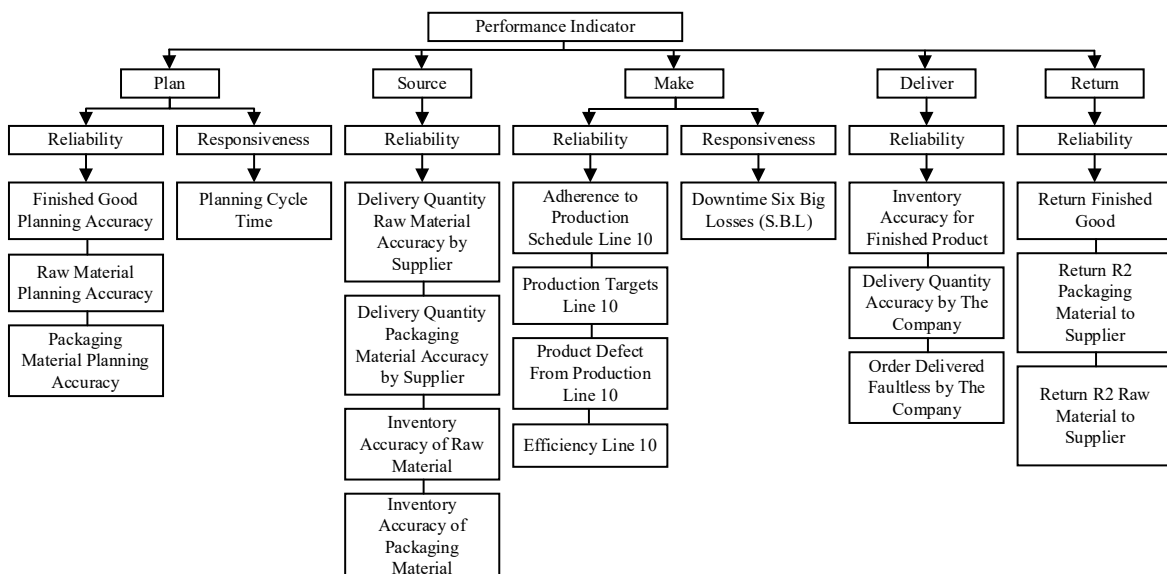 Performance Indicator
Plan
Source
Make
Deliver
Return
Reliability
Responsiveness
Reliability
Reliability
Responsiveness
Reliability
Reliability
Finished Good
Planning Accuracy
Raw Material
Planning Accuracy
Packaging
Material Planning
Accuracy
Planning Cycle
Time
Delivery Quantity
Raw Material
Accuracy by
Supplier
Delivery Quantity
Packaging
Material Accuracy
by Supplier
Inventory
Accuracy of Raw
Material
Inventory
Accuracy of
Packaging
Material
Adherence to
Production
Schedule Line 10
Production Targets
Line 10
Product Defect
From Production
Line 10
Efficiency Line 10
Downtime Six Big
Losses (S.B.L)
Inventory
Accuracy for
Finished Product
Delivery Quantity
Accuracy by The
Company
Order Delivered
Faultless by The
Company
Return Finished
Good
Return R2
Packaging
Material to
Supplier
Return R2 Raw
Material to
Supplier